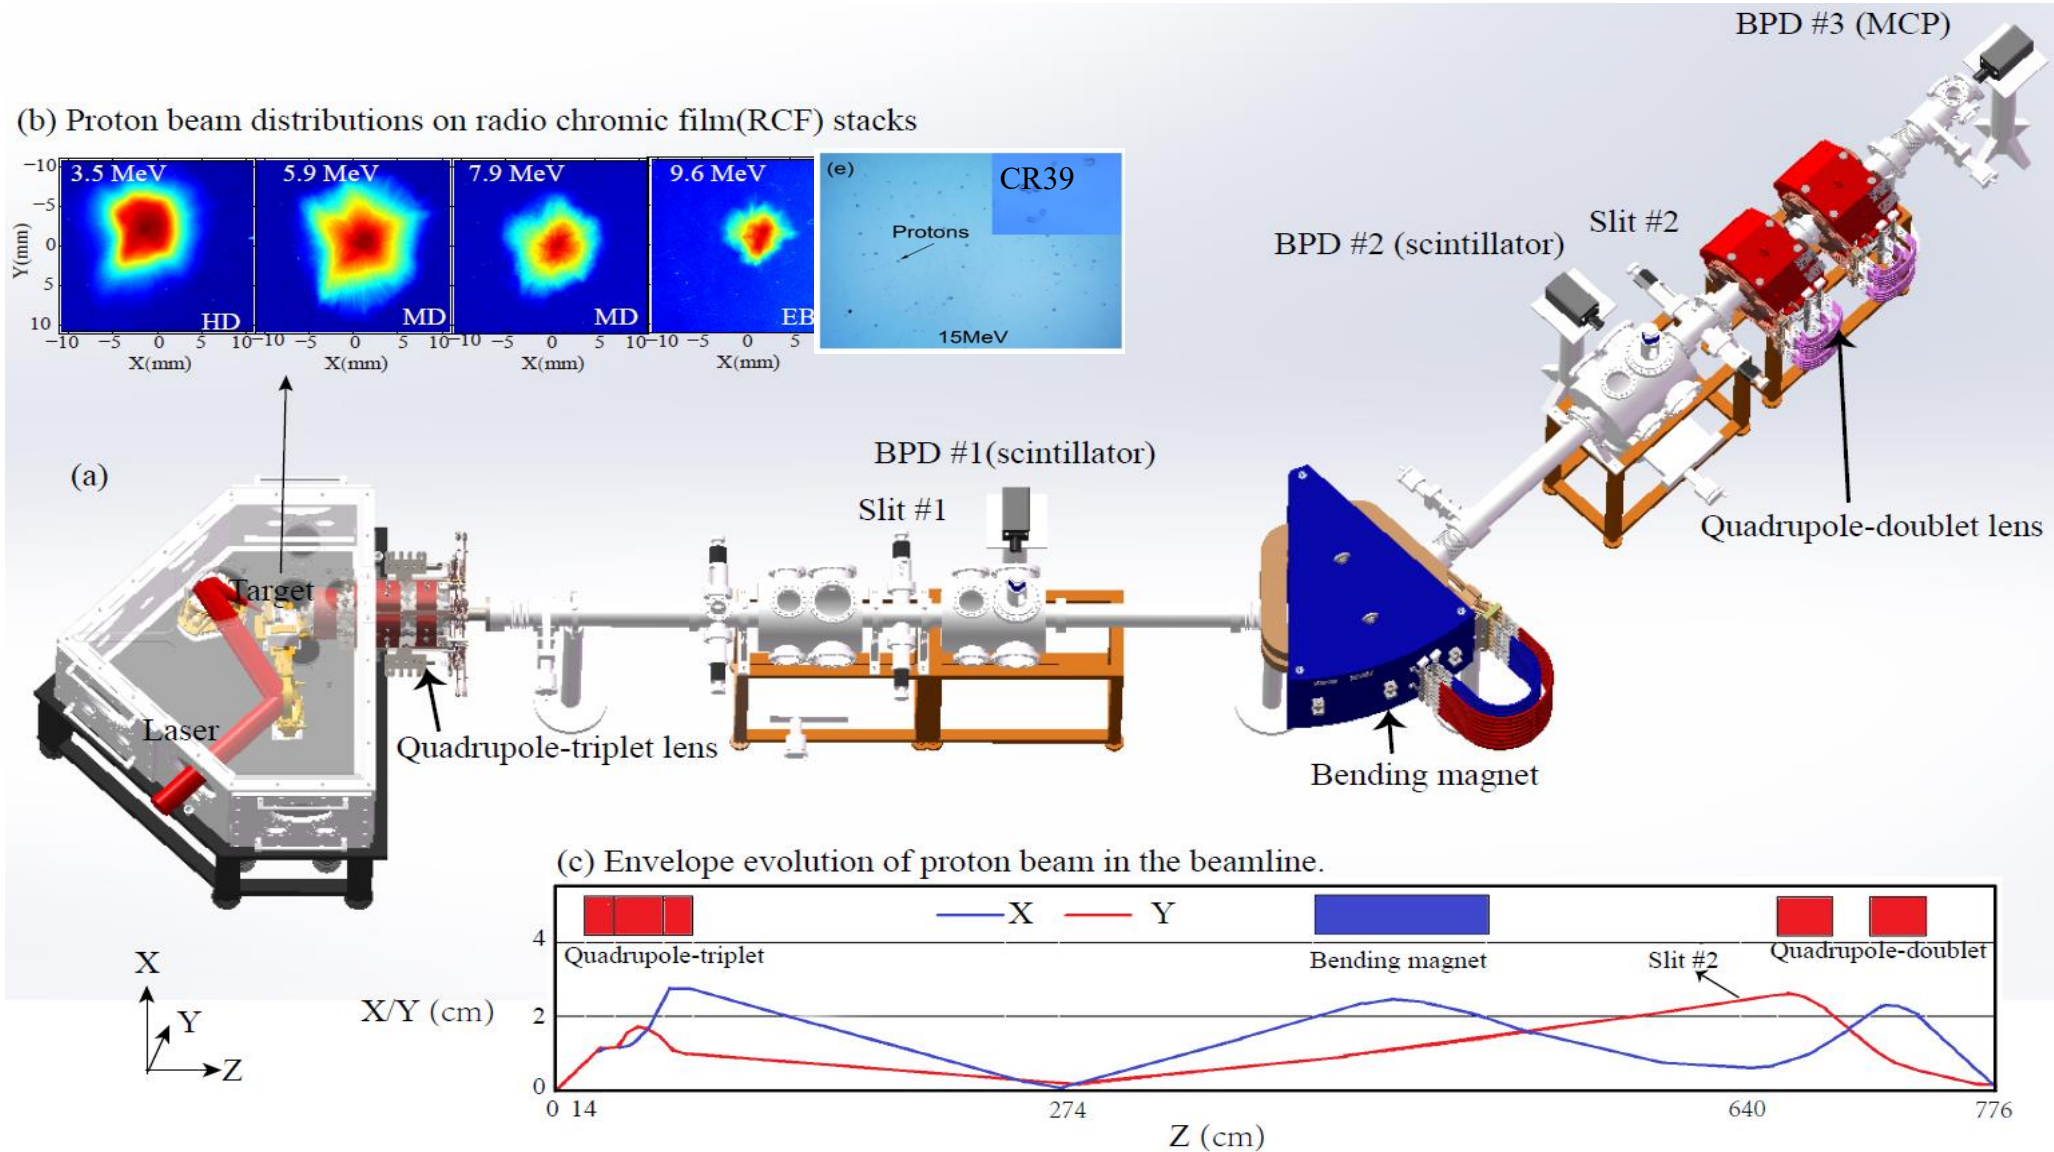 BPD #3 (MCP)
(b) Proton beam distributions on radio chromic film(RCF) stacks
−10
−5
0
5
10
Y(mm)
3.5 MeV
HD
5.9 MeV
MD
7.9 MeV
MD
9.6 MeV
EB
(e)
CR39
Protons
15MeV
−10 −5 0 5 10
X(mm)
−10 −5 0 5
X(mm)
−10 −5 0 5 10
X(mm)
−10 −5 0 5
X(mm)
Slit #2
BPD #2 (scintillator)
Quadrupole-doublet lens
(a)
BPD #1(scintillator)
Slit #1
Target
Laser
Quadrupole-triplet lens
Bending magnet
(c) Envelope evolution of proton beam in the beamline.
X
Y
Z
X/Y (cm)
4
2
0
X
Y
Quadrupole-triplet
Bending magnet
Slit #2
Quadrupole-doublet
0 14 274 640 776
Z (cm)